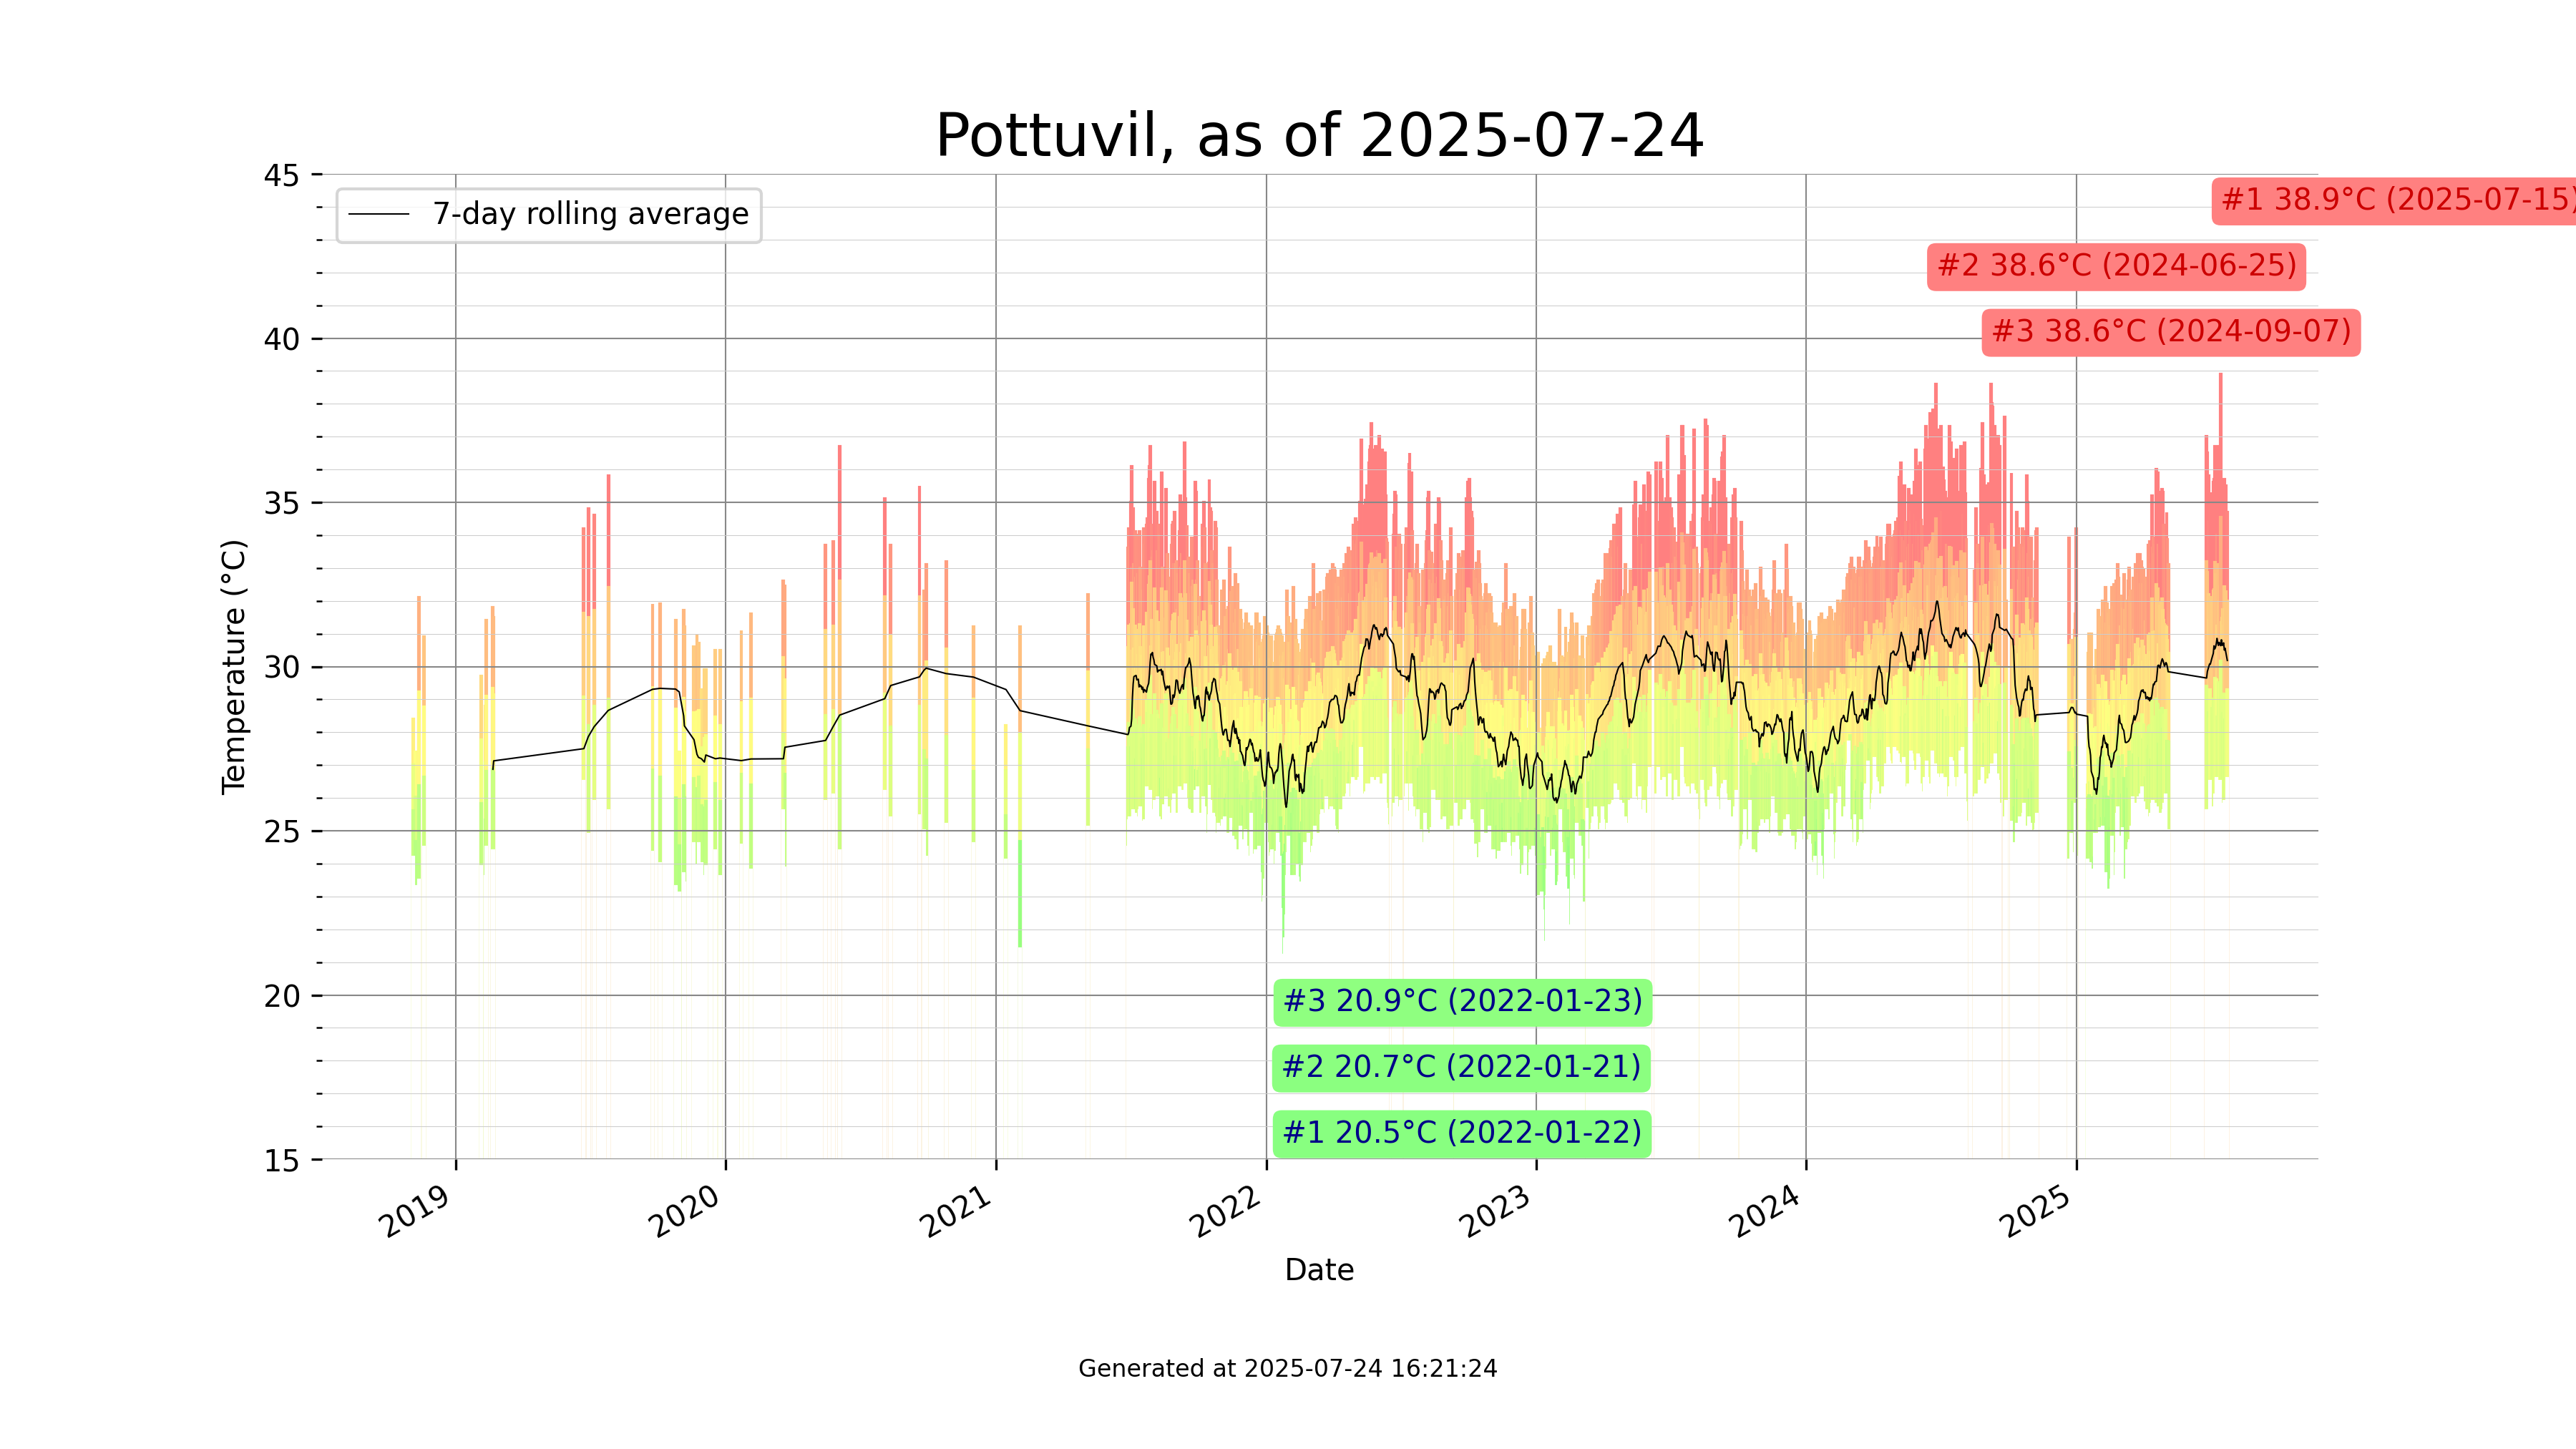 Pottuvil, as of 2025-07-24
45
40
35
30
25
20
15
Temperature (°C)
7-day rolling average
#1 38.9°C (2025-07-15)
#2 38.6°C (2024-06-25)
#3 38.6°C (2024-09-07)
#3 20.9°C (2022-01-23)
#2 20.7°C (2022-01-21)
#1 20.5°C (2022-01-22)
2019
2020
2021
2022
2023
2024
2025
Date
Generated at 2025-07-24 16:21:24